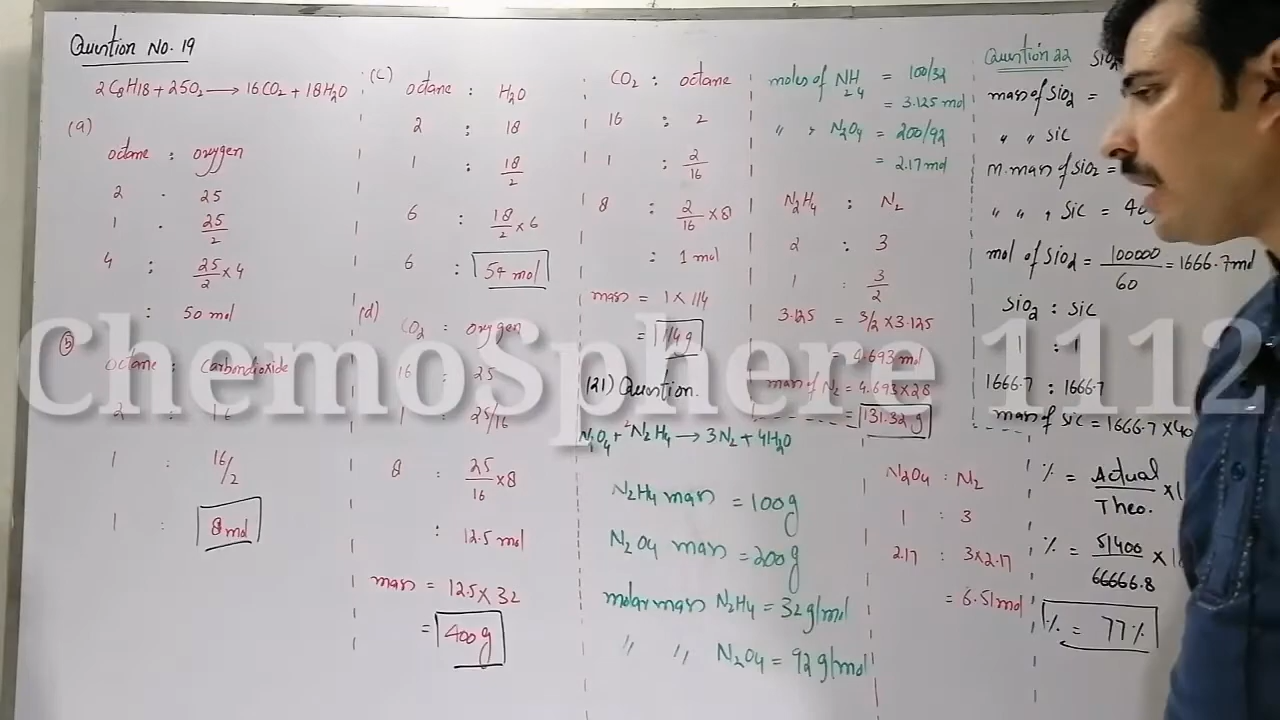 Question No. 19
2C8H18 + 25O2 → 16CO2 + 18H2O
(a)
octane : oxygen
2 . 25
1 . 25/2
4 : 25/2 x 4
: 50 mol
(b)
octane : Carbondioxide
2 : 16
1 : 16/2
1 : 8 mol
(c) octane : H2O
2 : 18
1 : 18/2
6 : 18/2 x 6
6 : 54 mol
(d)
CO2 : oxygen
16 : 25
1 : 25/16
8 : 25/16 x 8
: 12.5 mol
mass = 12.5 x 32
= 400g
CO2 : octane
16 : 2
1 : 2/16
8 : 2/16 x 8
: 1 mol
mass = 1 x 114
= 114g
(21) Question.
N2O4 + 2N2H4 → 3N2 + 4H2O
N2H4 mass = 100g
N2O4 mass = 200g
molar mass N2H4 = 32g/mol
" " N2O4 = 92g/mol
moles of NH24 = 100/32
= 3.125 mol
" " N2O4 = 200/92
= 2.17 mol
N2H4 : N2
2 : 3
1 : 3/2
3.125 = 3/2 x 3.125
= 4.693 mol
mass of N2 = 4.693 x 28
= 131.32 g
N2O4 : N2
1 : 3
2.17 : 3 x 2.17
= 6.51 mol
Question 22 SiO2
mass of SiO2 =
" " SiC
M.mass of SiO2 =
" " " SiC = 40
mol of SiO2 = 100000/60 = 1666.7 mol
SiO2 : SiC
1 : 1
1666.7 : 1666.7
mass of SiC = 1666.7 x 40
% = Actual/Theo. x
% = 51400/66666.8 x
% = 77%
ChemoSphere 1112